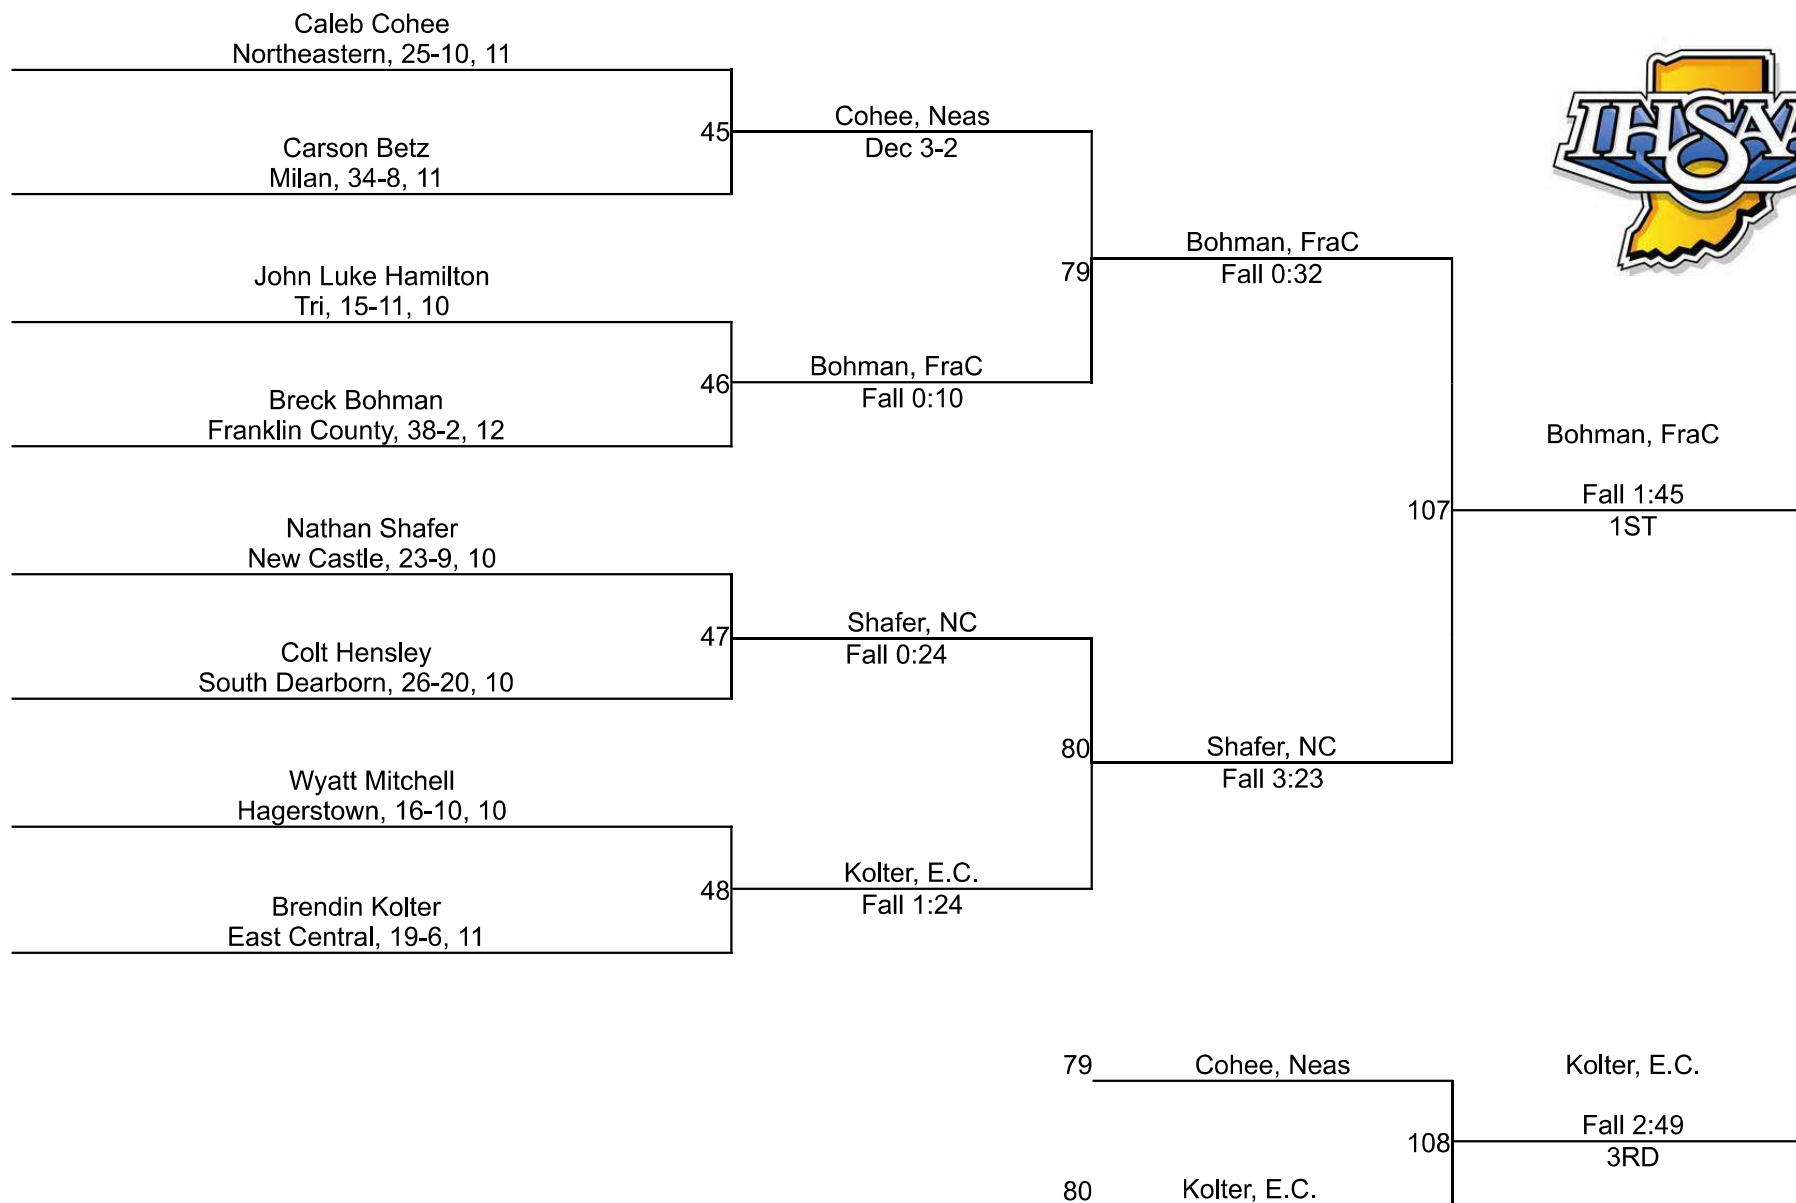 Caleb Cohee
Northeastern, 25-10, 11
Carson Betz
Milan, 34-8, 11
John Luke Hamilton
Tri, 15-11, 10
Breck Bohman
Franklin County, 38-2, 12
Nathan Shafer
New Castle, 23-9, 10
Colt Hensley
South Dearborn, 26-20, 10
Wyatt Mitchell
Hagerstown, 16-10, 10
Brendin Kolter
East Central, 19-6, 11
45
Cohee, Neas
Dec 3-2
46
Bohman, FraC
Fall 0:10
47
Shafer, NC
Fall 0:24
48
Kolter, E.C.
Fall 1:24
79
Bohman, FraC
Fall 0:32
80
Shafer, NC
Fall 3:23
107
Bohman, FraC
Fall 1:45
1ST
IHSAA
79
Cohee, Neas
80
Kolter, E.C.
108
Kolter, E.C.
Fall 2:49
3RD